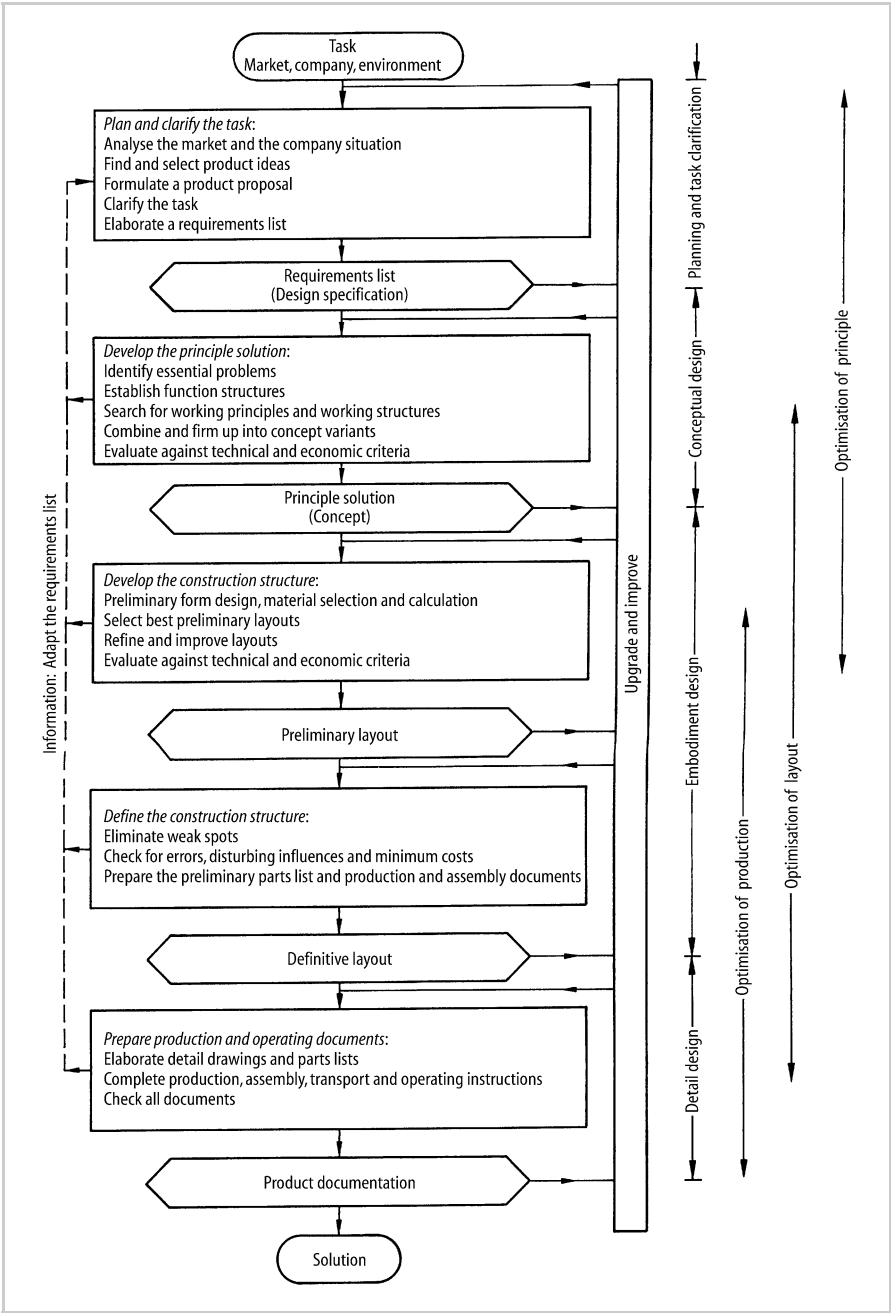 Task
Market, company, environment
Plan and clarify the task:
Analyse the market and the company situation
Find and select product ideas
Formulate a product proposal
Clarify the task
Elaborate a requirements list
Requirements list
(Design specification)
Develop the principle solution:
Identify essential problems
Establish function structures
Search for working principles and working structures
Combine and firm up into concept variants
Evaluate against technical and economic criteria
Principle solution
(Concept)
Develop the construction structure:
Preliminary form design, material selection and calculation
Select best preliminary layouts
Refine and improve layouts
Evaluate against technical and economic criteria
Preliminary layout
Define the construction structure:
Eliminate weak spots
Check for errors, disturbing influences and minimum costs
Prepare the preliminary parts list and production and assembly documents
Definitive layout
Prepare production and operating documents:
Elaborate detail drawings and parts lists
Complete production, assembly, transport and operating instructions
Check all documents
Product documentation
Solution
Information: Adapt the requirements list
Upgrade and improve
Planning and task clarification
Conceptual design
Embodiment design
Detail design
Optimisation of production
Optimisation of layout
Optimisation of principle